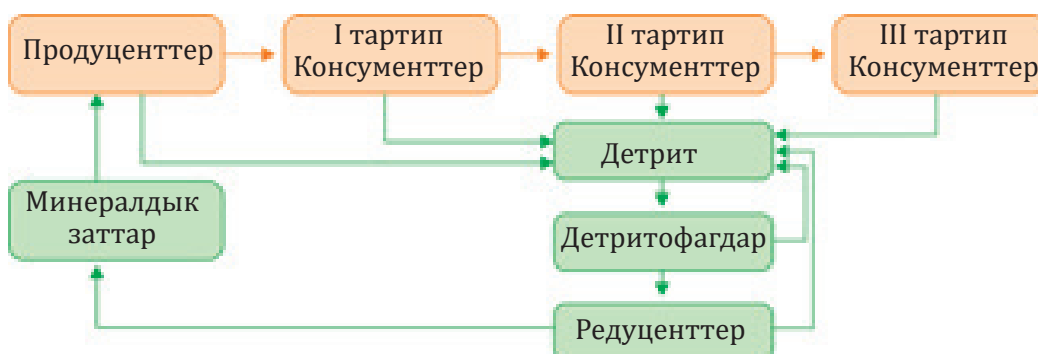 Продуценттер
I тартип
Консументтер
II тартип
Консументтер
III тартип
Консументтер
Детрит
Минералдык
заттар
Детритофагдар
Редуценттер